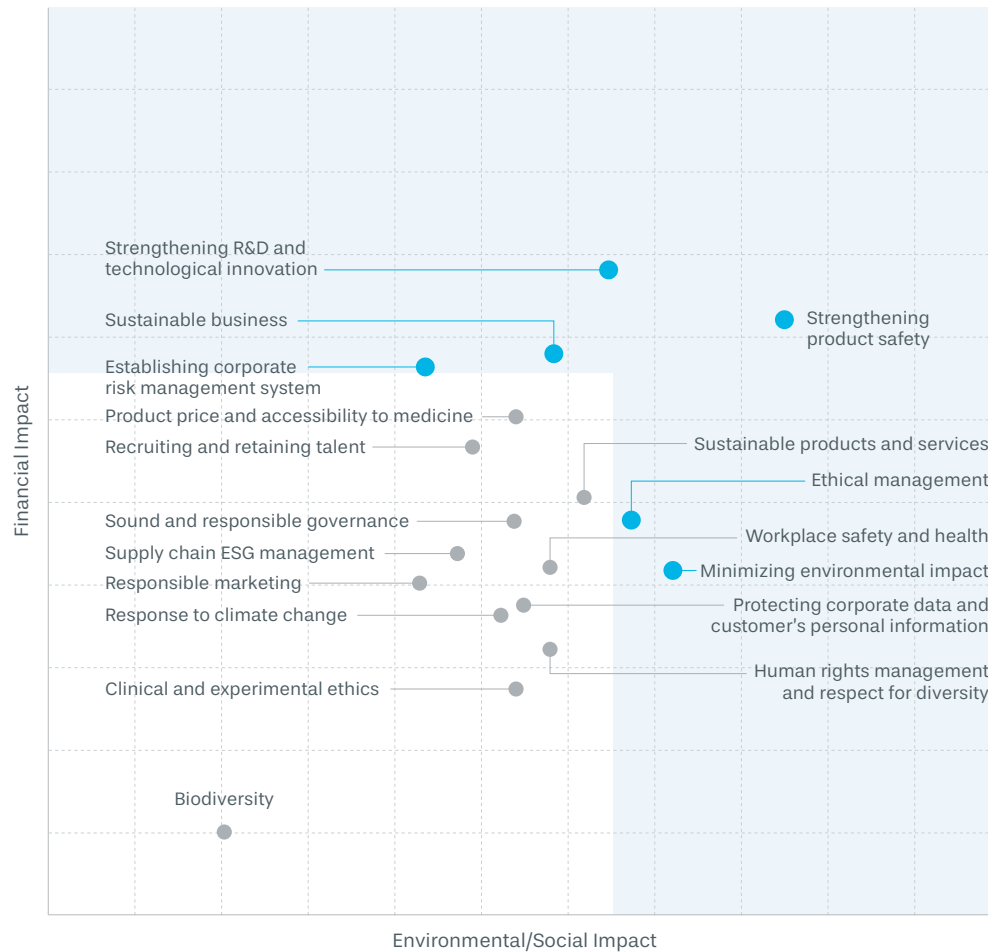 Financial Impact
Strengthening R&D and
technological innovation
Sustainable business
Strengthening
product safety
Establishing corporate
risk management system
Product price and accessibility to medicine
Recruiting and retaining talent
Sustainable products and services
Ethical management
Sound and responsible governance
Workplace safety and health
Supply chain ESG management
Minimizing environmental impact
Responsible marketing
Protecting corporate data and
customer's personal information
Response to climate change
Human rights management
and respect for diversity
Clinical and experimental ethics
Biodiversity
Environmental/Social Impact